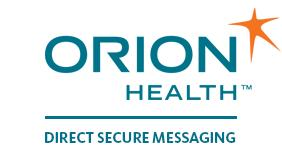 ORION
HEALTH™
DIRECT SECURE MESSAGING